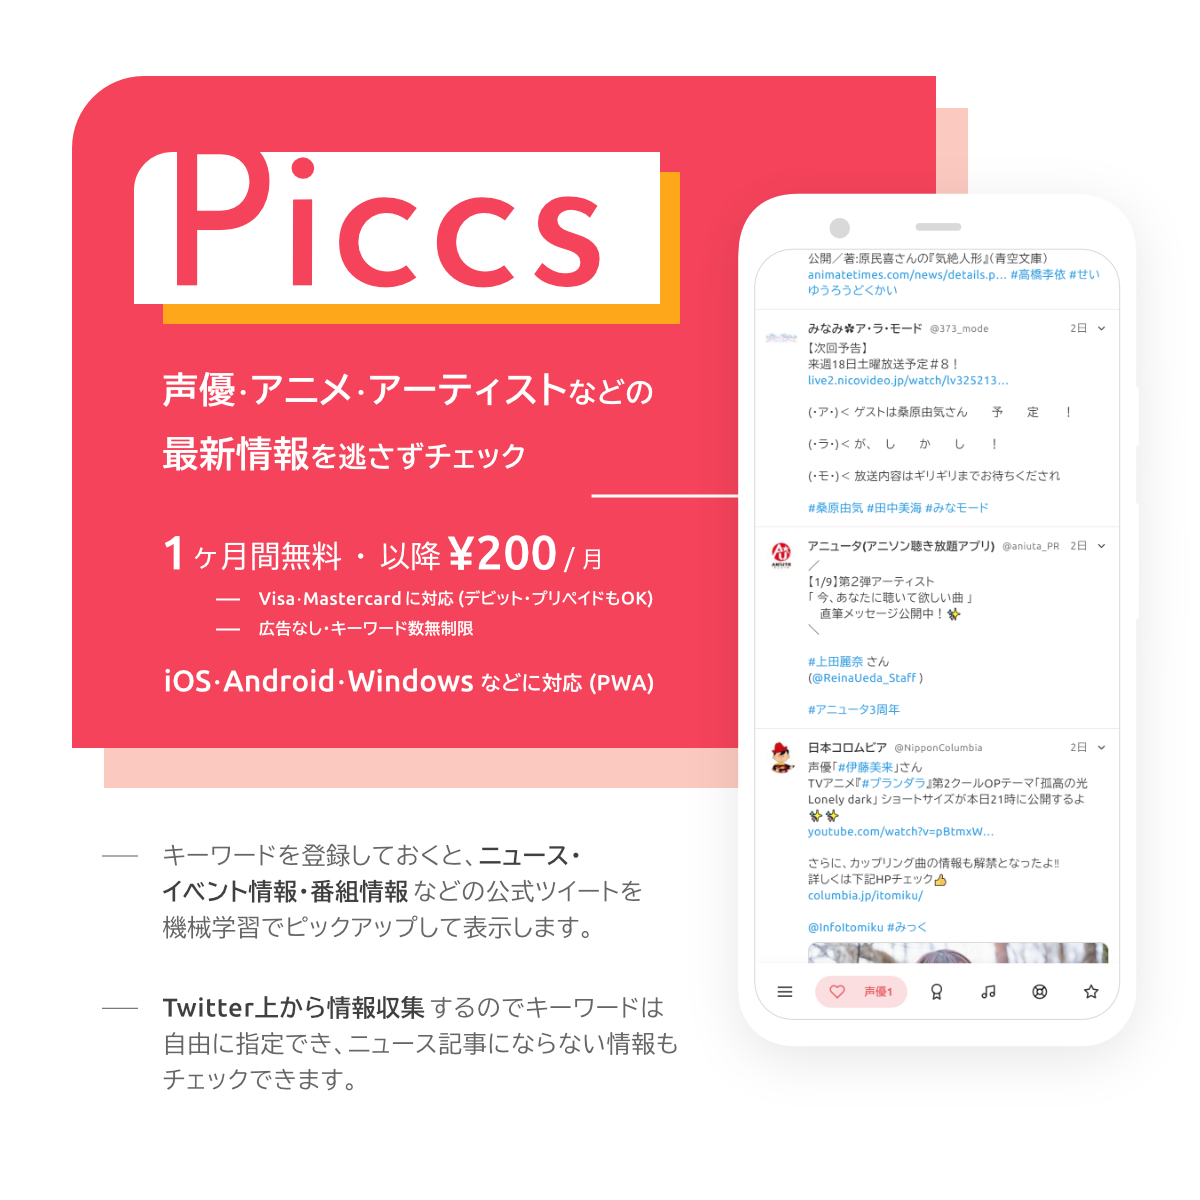 Piccs
声優・アニメ・アーティストなどの
最新情報を逃さずチェック
1ヶ月間無料 ・ 以降 ¥200 / 月
― Visa・Mastercardに対応 (デビット・プリペイドもOK)
― 広告なし・キーワード数無制限
iOS・Android・Windows などに対応 (PWA)
― キーワードを登録しておくと、ニュース・
イベント情報・番組情報 などの公式ツイートを
機械学習でピックアップして表示します。
― Twitter上から情報収集 するのでキーワードは
自由に指定でき、ニュース記事にならない情報も
チェックできます。
公開／著:原民喜さんの『気絶人形』(青空文庫)
animatetimes.com/news/details.p... #高橋李依 #せい
ゆうろうどくかい
みなみ✽ア・ラ・モード @373_mode 2日
【次回予告】
来週18日土曜放送予定＃８！
live2.nicovideo.jp/watch/lv325213...
(・ア・)＜ ゲストは桑原由気さん　　予　　定　　！
(・ラ・)＜ が、　し　　か　　し　　！
(・モ・)＜ 放送内容はギリギリまでお待ちくだされ
#桑原由気 #田中美海 #みなモード
ANIUTA
アニュータ(アニソン聴き放題アプリ) @aniuta_PR 2日
／
【1/9】第２弾アーティスト
「 今、あなたに聴いて欲しい曲 」
直筆メッセージ公開中！✨
＼
#上田麗奈 さん
(@ReinaUeda_Staff )
#アニュータ3周年
日本コロムビア @NipponColumbia 2日
声優「#伊藤美来」さん
TVアニメ『#プランダラ』第2クールOPテーマ「孤高の光
Lonely dark」ショートサイズが本日21時に公開するよ
✨✨
youtube.com/watch?v=pBtmxW...
さらに、カップリング曲の情報も解禁となったよ‼
詳しくは下記HPチェック👍
columbia.jp/itomiku/
@InfoItomiku #みっく
声優1